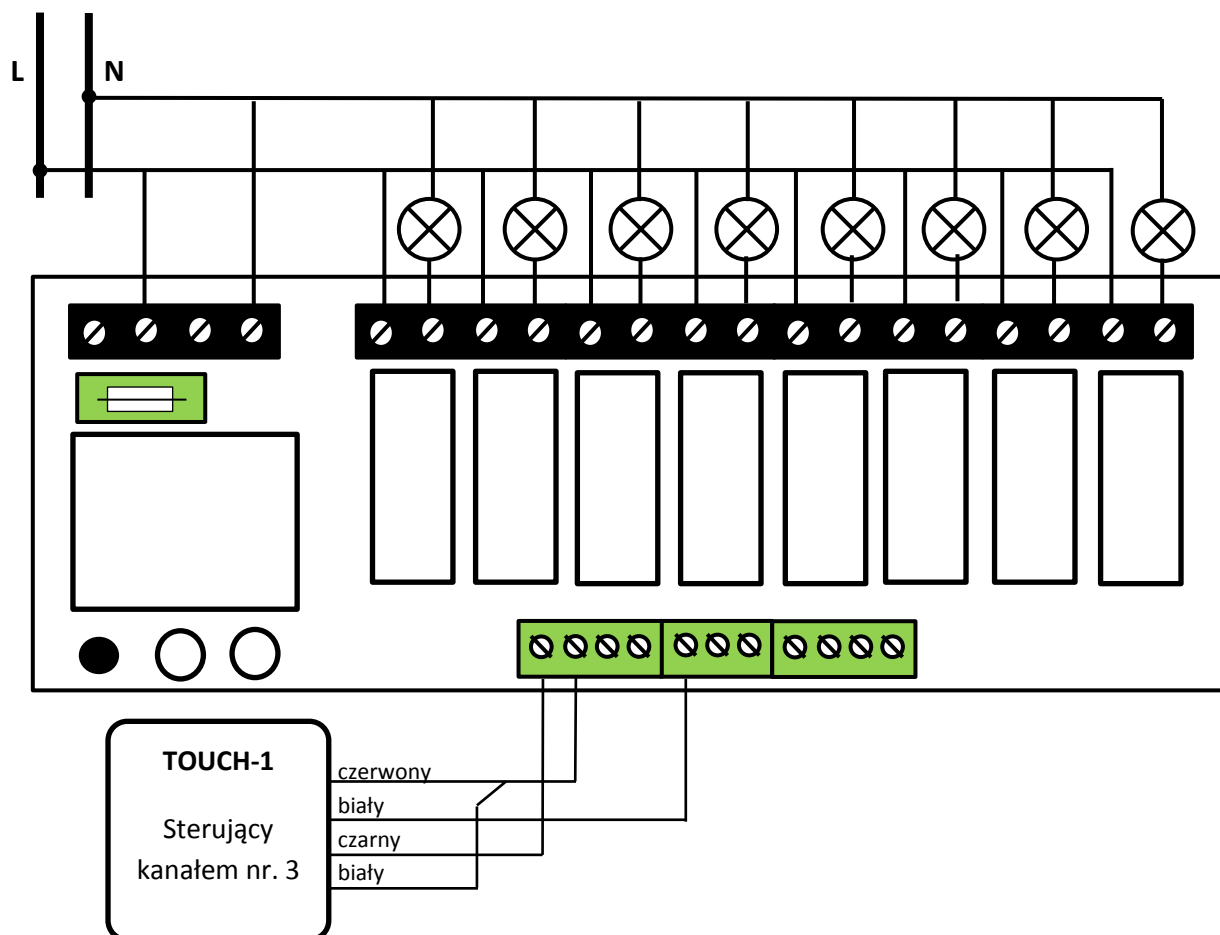 L
N
TOUCH-1
Sterujący
kanałem nr. 3
czerwony
biały
czarny
biały